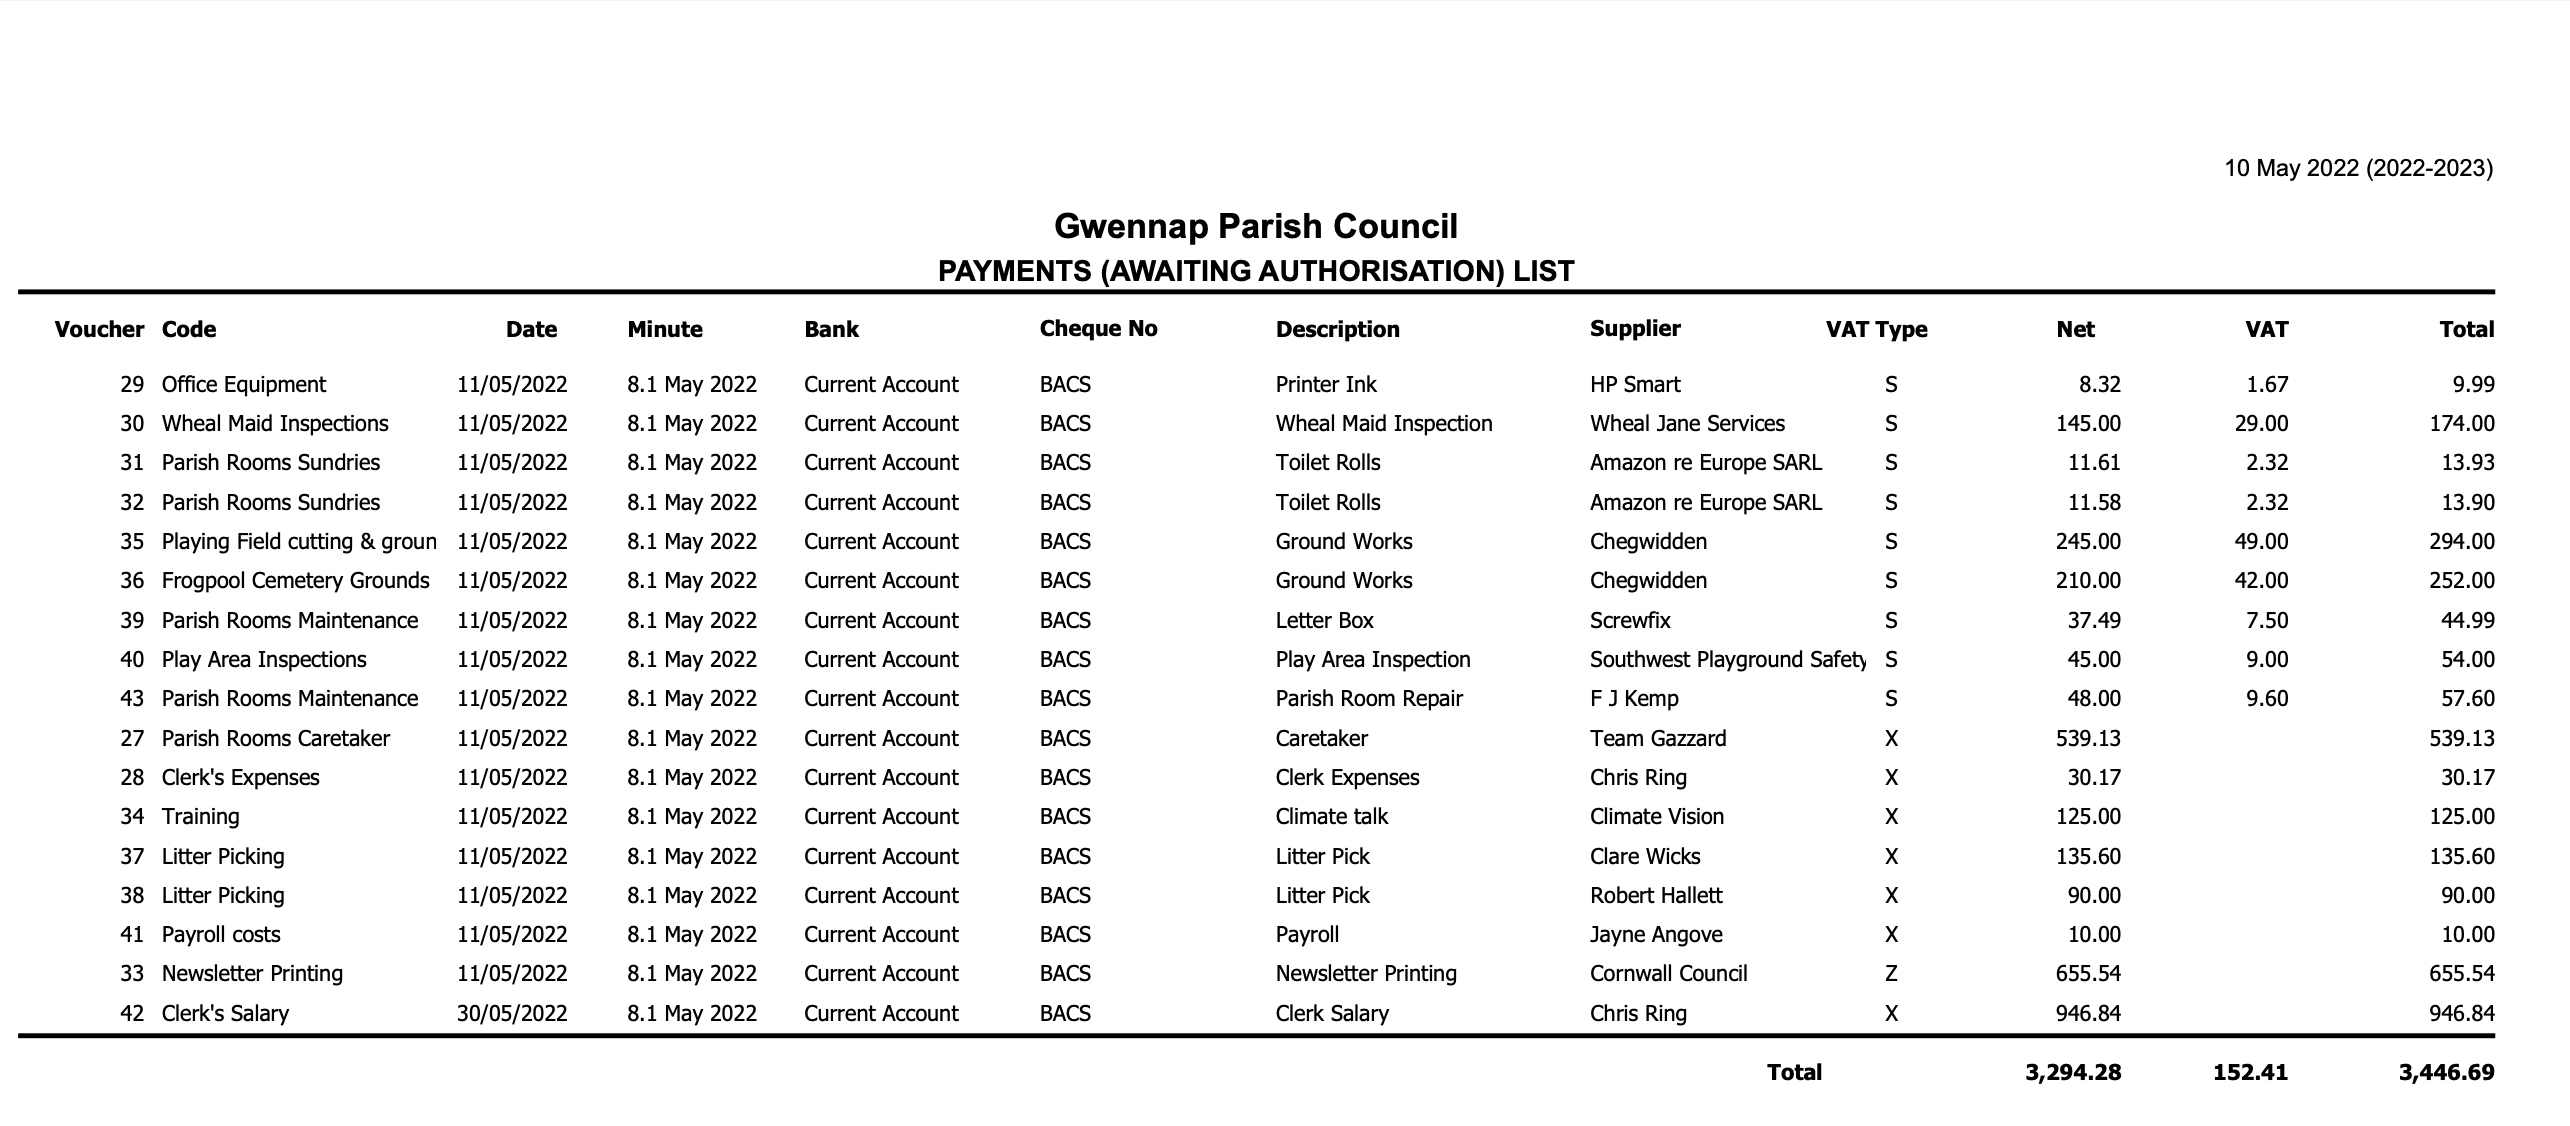 10 May 2022 (2022-2023)
Gwennap Parish Council
PAYMENTS (AWAITING AUTHORISATION) LIST
Voucher Code Date Minute Bank Cheque No Description Supplier VAT Type Net VAT Total
29 Office Equipment 11/05/2022 8.1 May 2022 Current Account BACS Printer Ink HP Smart S 8.32 1.67 9.99
30 Wheal Maid Inspections 11/05/2022 8.1 May 2022 Current Account BACS Wheal Maid Inspection Wheal Jane Services S 145.00 29.00 174.00
31 Parish Rooms Sundries 11/05/2022 8.1 May 2022 Current Account BACS Toilet Rolls Amazon re Europe SARL S 11.61 2.32 13.93
32 Parish Rooms Sundries 11/05/2022 8.1 May 2022 Current Account BACS Toilet Rolls Amazon re Europe SARL S 11.58 2.32 13.90
35 Playing Field cutting & groun 11/05/2022 8.1 May 2022 Current Account BACS Ground Works Chegwidden S 245.00 49.00 294.00
36 Frogpool Cemetery Grounds 11/05/2022 8.1 May 2022 Current Account BACS Ground Works Chegwidden S 210.00 42.00 252.00
39 Parish Rooms Maintenance 11/05/2022 8.1 May 2022 Current Account BACS Letter Box Screwfix S 37.49 7.50 44.99
40 Play Area Inspections 11/05/2022 8.1 May 2022 Current Account BACS Play Area Inspection Southwest Playground Safety S 45.00 9.00 54.00
43 Parish Rooms Maintenance 11/05/2022 8.1 May 2022 Current Account BACS Parish Room Repair F J Kemp S 48.00 9.60 57.60
27 Parish Rooms Caretaker 11/05/2022 8.1 May 2022 Current Account BACS Caretaker Team Gazzard X 539.13 539.13
28 Clerk's Expenses 11/05/2022 8.1 May 2022 Current Account BACS Clerk Expenses Chris Ring X 30.17 30.17
34 Training 11/05/2022 8.1 May 2022 Current Account BACS Climate talk Climate Vision X 125.00 125.00
37 Litter Picking 11/05/2022 8.1 May 2022 Current Account BACS Litter Pick Clare Wicks X 135.60 135.60
38 Litter Picking 11/05/2022 8.1 May 2022 Current Account BACS Litter Pick Robert Hallett X 90.00 90.00
41 Payroll costs 11/05/2022 8.1 May 2022 Current Account BACS Payroll Jayne Angove X 10.00 10.00
33 Newsletter Printing 11/05/2022 8.1 May 2022 Current Account BACS Newsletter Printing Cornwall Council Z 655.54 655.54
42 Clerk's Salary 30/05/2022 8.1 May 2022 Current Account BACS Clerk Salary Chris Ring X 946.84 946.84
Total 3,294.28 152.41 3,446.69